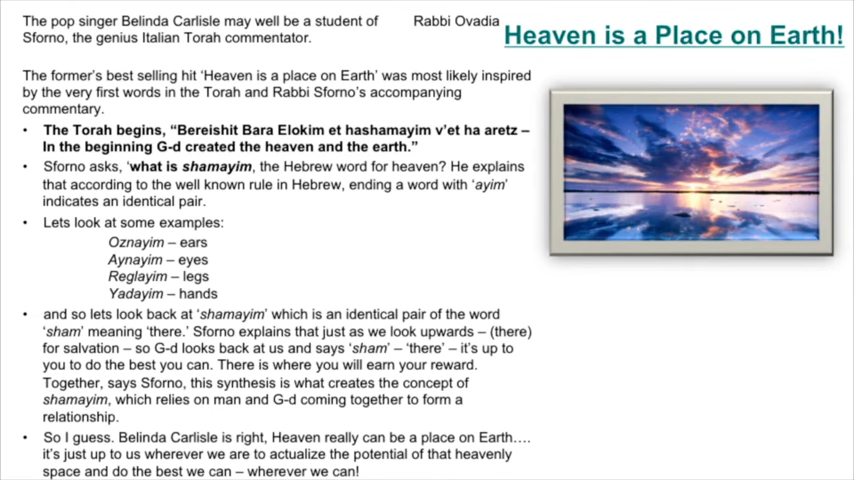 The pop singer Belinda Carlisle may well be a student of Rabbi Ovadia
Sforno, the genius Italian Torah commentator.
Heaven is a Place on Earth!
The former's best selling hit 'Heaven is a place on Earth' was most likely inspired
by the very first words in the Torah and Rabbi Sforno's accompanying
commentary.
• The Torah begins, “Bereishit Bara Elokim et hashamayim v'et ha aretz –
In the beginning G-d created the heaven and the earth.”
• Sforno asks, 'what is shamayim, the Hebrew word for heaven? He explains
that according to the well known rule in Hebrew, ending a word with 'ayim'
indicates an identical pair.
• Lets look at some examples:
Oznayim – ears
Aynayim – eyes
Reglayim – legs
Yadayim – hands
• and so lets look back at 'shamayim' which is an identical pair of the word
'sham' meaning 'there.' Sforno explains that just as we look upwards – (there)
for salvation – so G-d looks back at us and says 'sham' – 'there' – it's up to
you to do the best you can. There is where you will earn your reward.
Together, says Sforno, this synthesis is what creates the concept of
shamayim, which relies on man and G-d coming together to form a
relationship.
• So I guess. Belinda Carlisle is right, Heaven really can be a place on Earth….
it's just up to us wherever we are to actualize the potential of that heavenly
space and do the best we can – wherever we can!